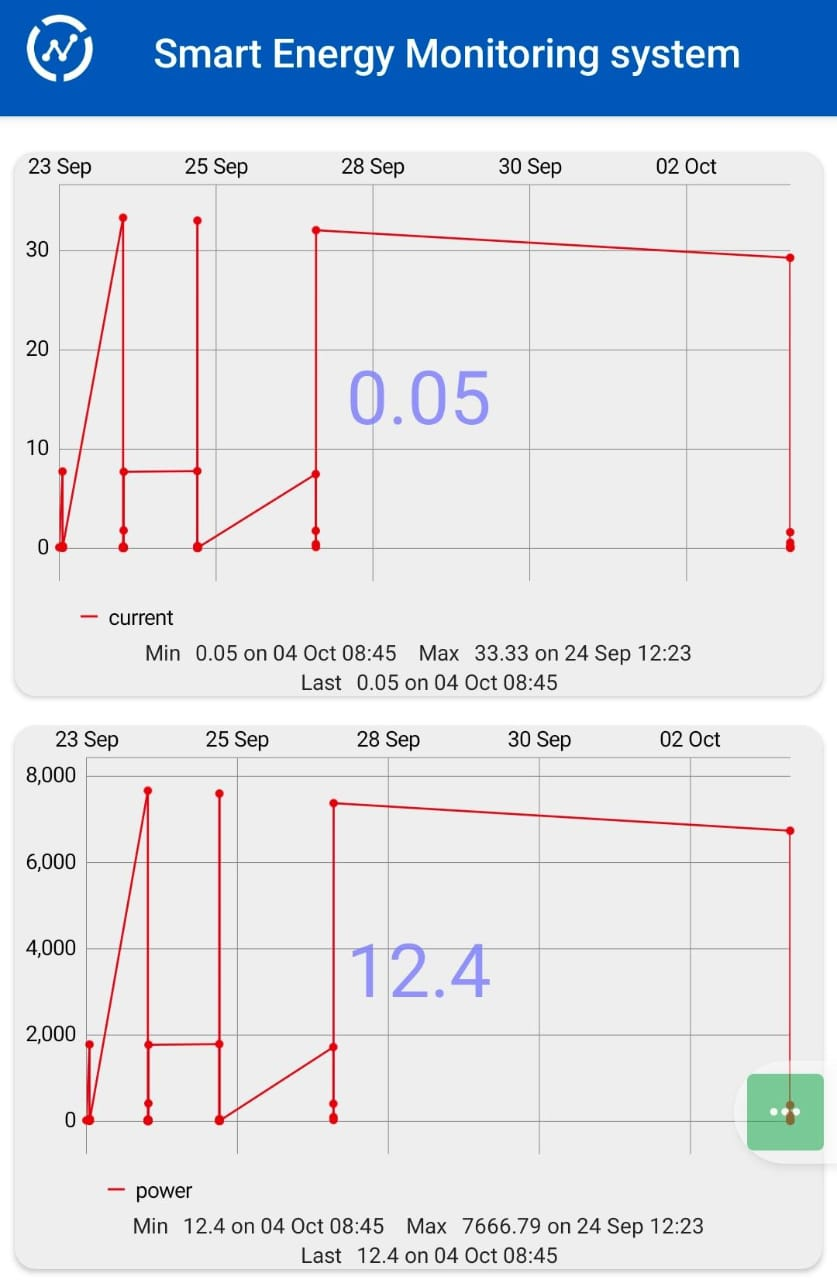 Smart Energy Monitoring system
23 Sep 25 Sep 28 Sep 30 Sep 02 Oct
30
20
0.05
10
0
current
Min 0.05 on 04 Oct 08:45 Max 33.33 on 24 Sep 12:23
Last 0.05 on 04 Oct 08:45
23 Sep 25 Sep 28 Sep 30 Sep 02 Oct
8,000
6,000
4,000
12.4
2,000
0
power
Min 12.4 on 04 Oct 08:45 Max 7666.79 on 24 Sep 12:23
Last 12.4 on 04 Oct 08:45